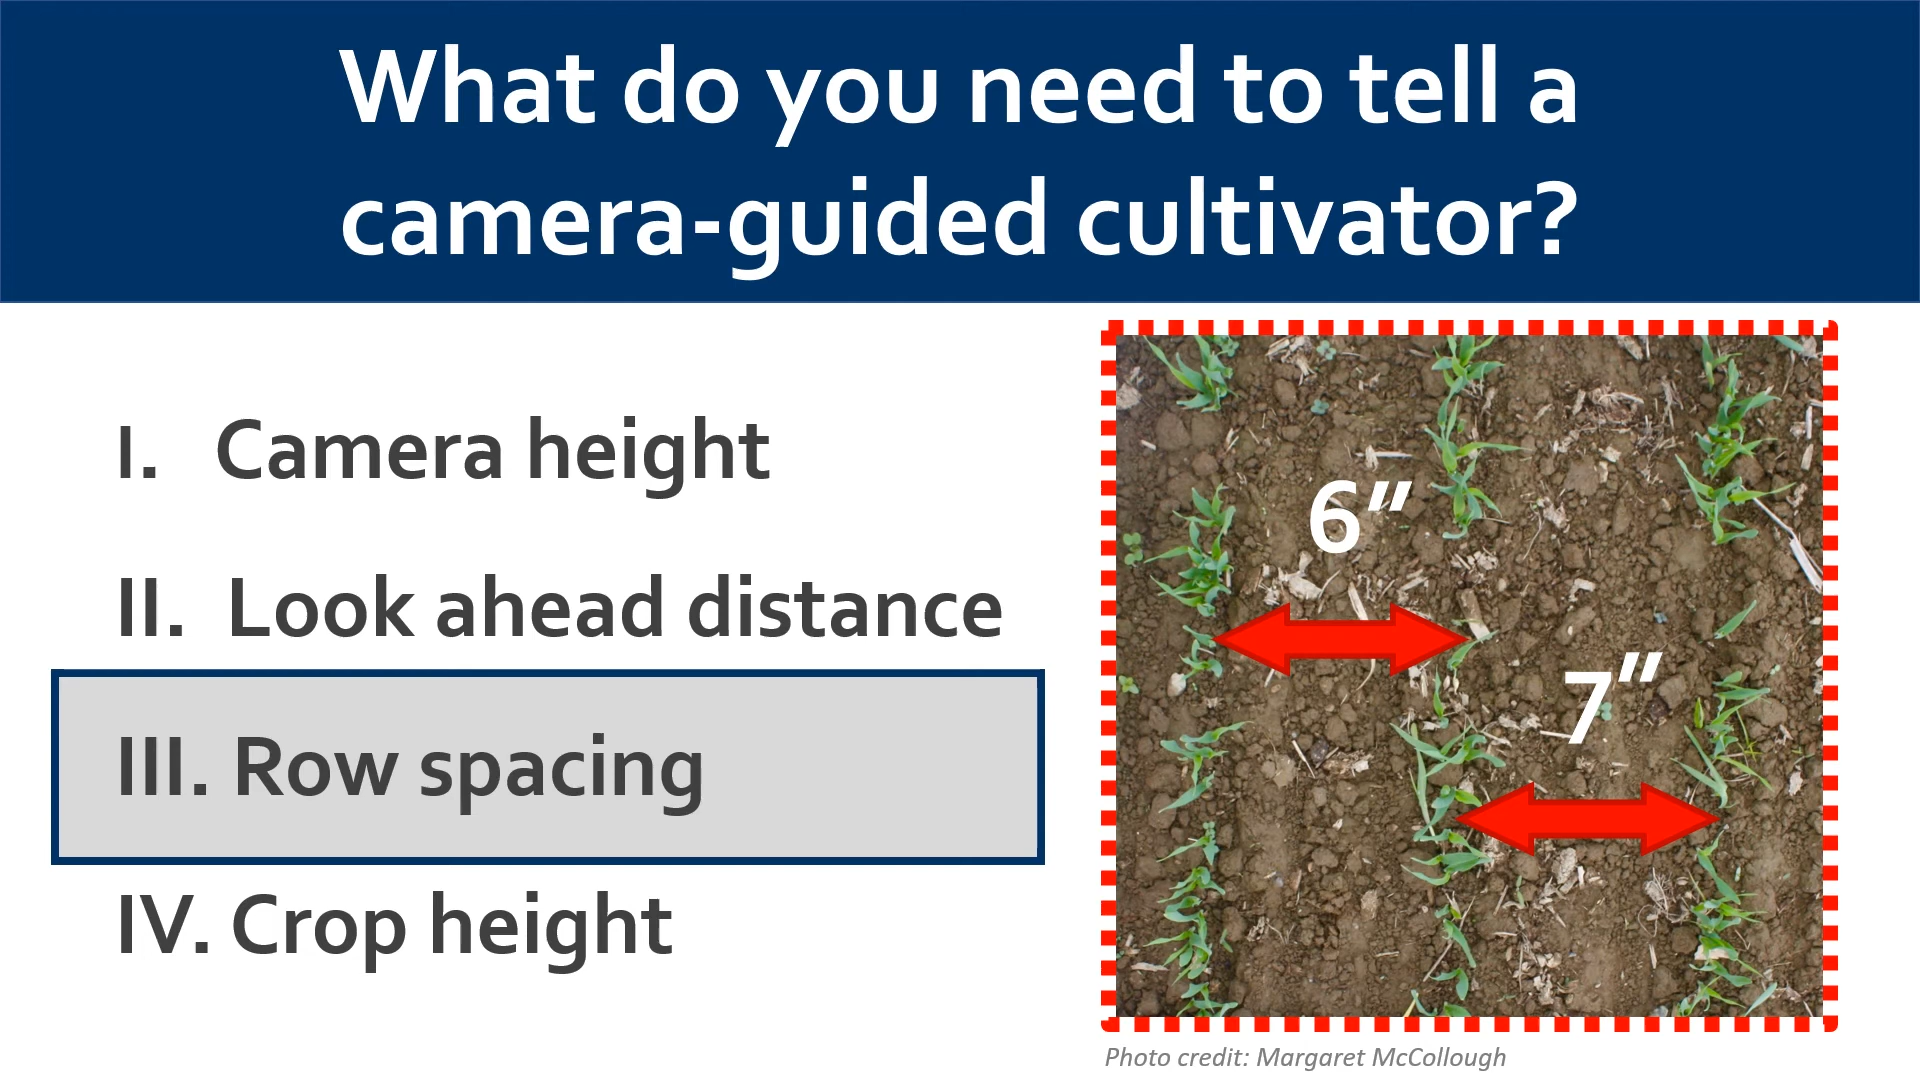 What do you need to tell a
camera-guided cultivator?
I. Camera height
II. Look ahead distance
III. Row spacing
IV. Crop height
6″
7″
Photo credit: Margaret McCollough